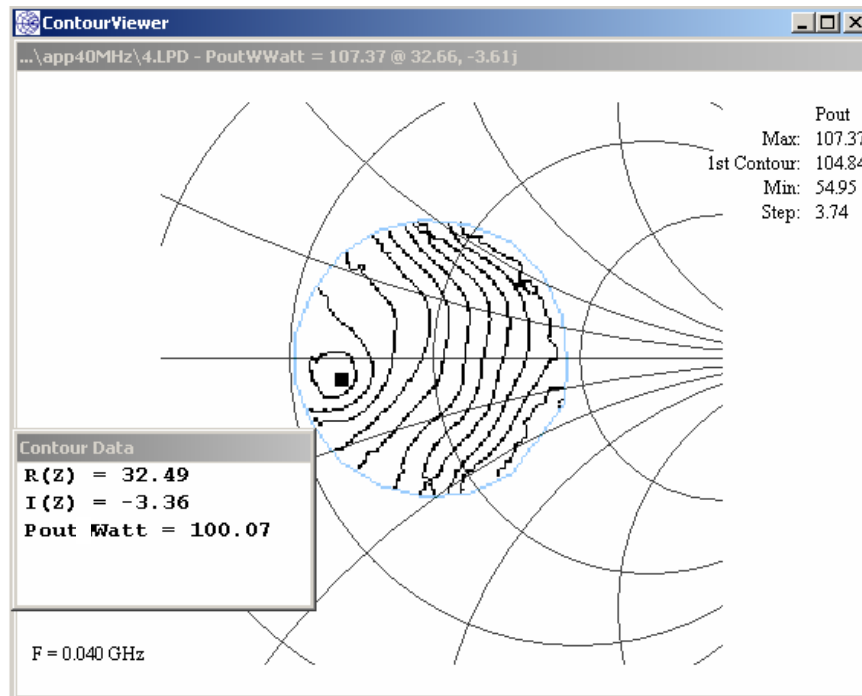 ContourViewer
...\app40MHz\4.LPD - PoutWWatt = 107.37 @ 32.66, -3.61j
Pout
Max: 107.37
1st Contour: 104.84
Min: 54.95
Step: 3.74
Contour Data
R(Z) = 32.49
I(Z) = -3.36
Pout Watt = 100.07
F = 0.040 GHz